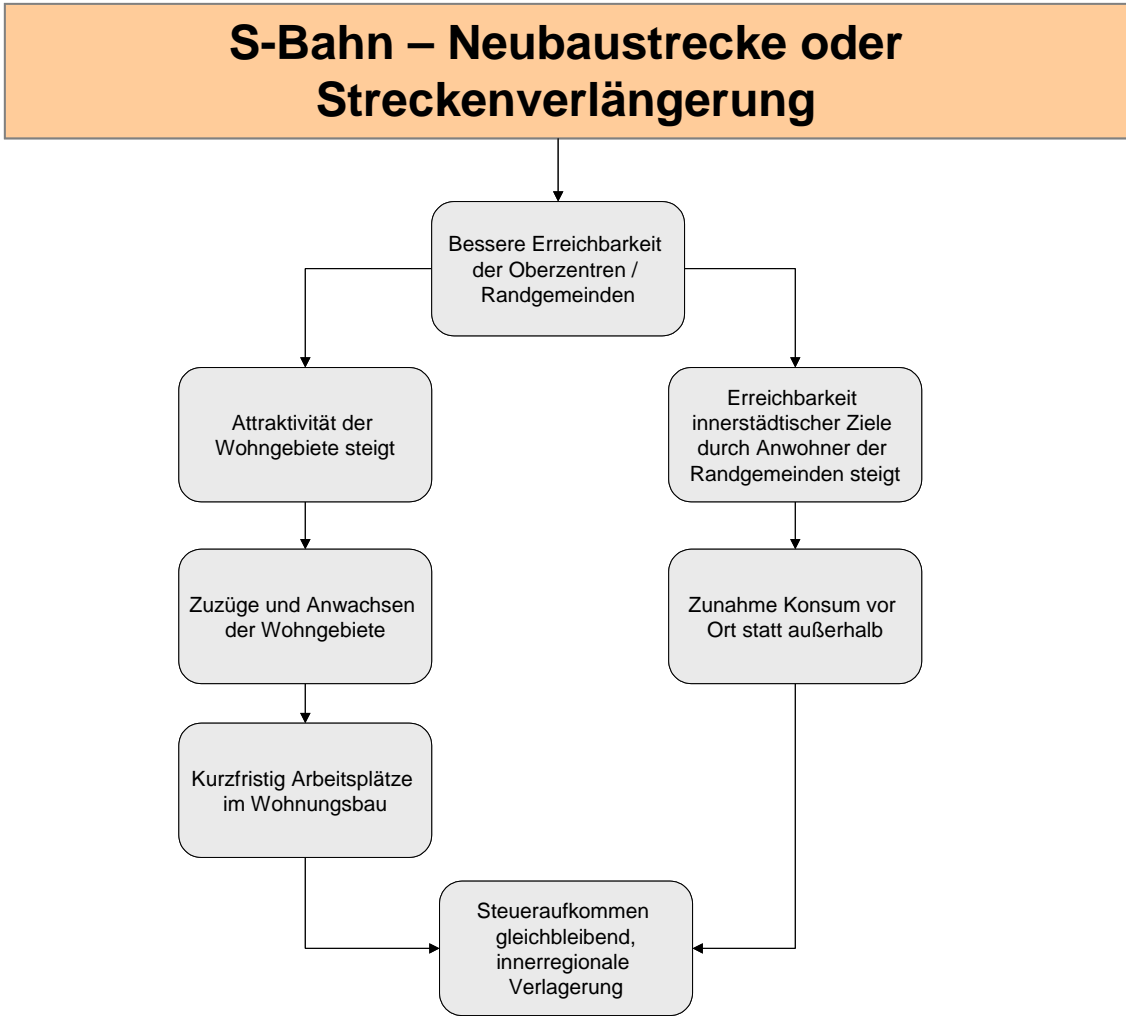 S-Bahn – Neubaustrecke oder
Streckenverlängerung
Bessere Erreichbarkeit
der Oberzentren /
Randgemeinden
Attraktivität der
Wohngebiete steigt
Erreichbarkeit
innerstädtischer Ziele
durch Anwohner der
Randgemeinden steigt
Zuzüge und Anwachsen
der Wohngebiete
Zunahme Konsum vor
Ort statt außerhalb
Kurzfristig Arbeitsplätze
im Wohnungsbau
Steueraufkommen
gleichbleibend,
innerregionale
Verlagerung